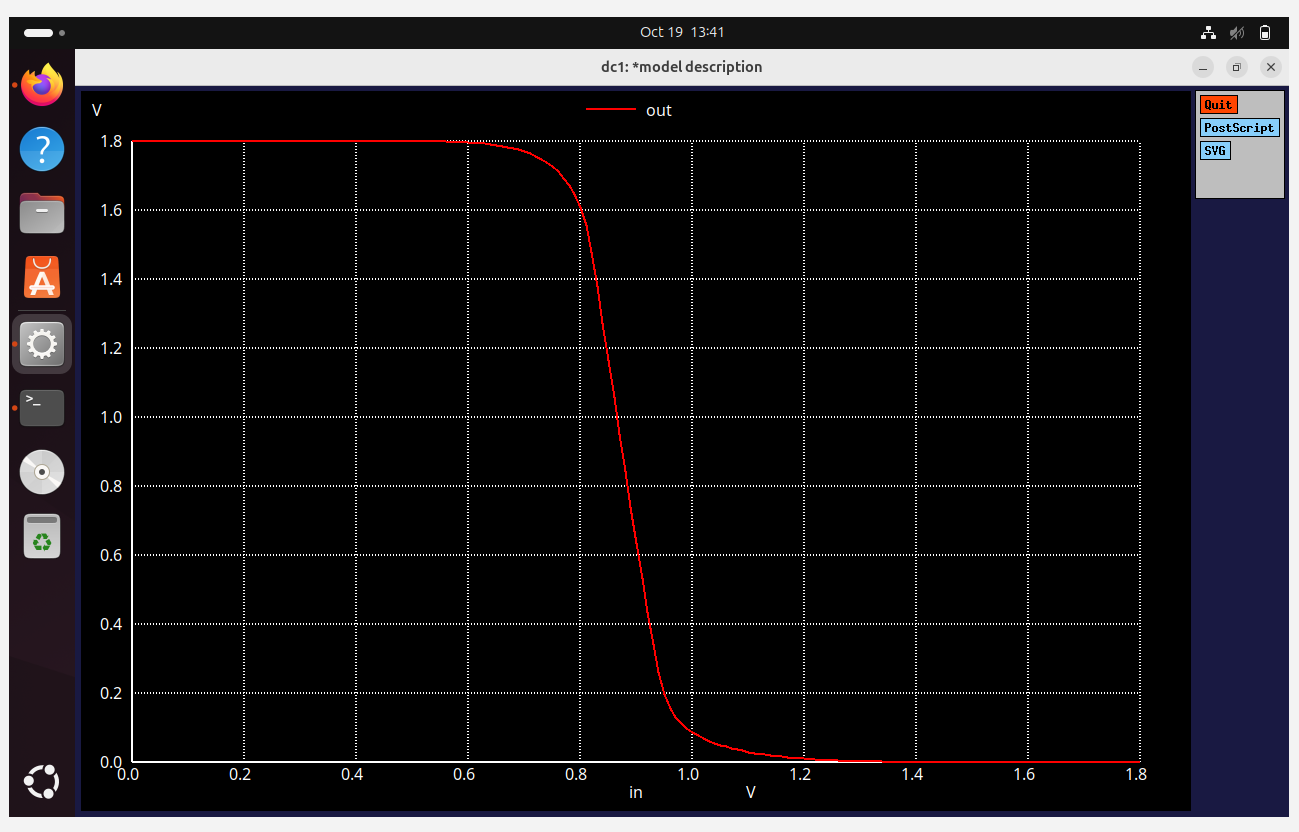 Oct 19 13:41
dc1: *model description
V
out
Quit
PostScript
SVG
1.8
1.6
1.4
1.2
1.0
0.8
0.6
0.4
0.2
0.0
0.0 0.2 0.4 0.6 0.8 1.0 1.2 1.4 1.6 1.8
in V
?
A
>_